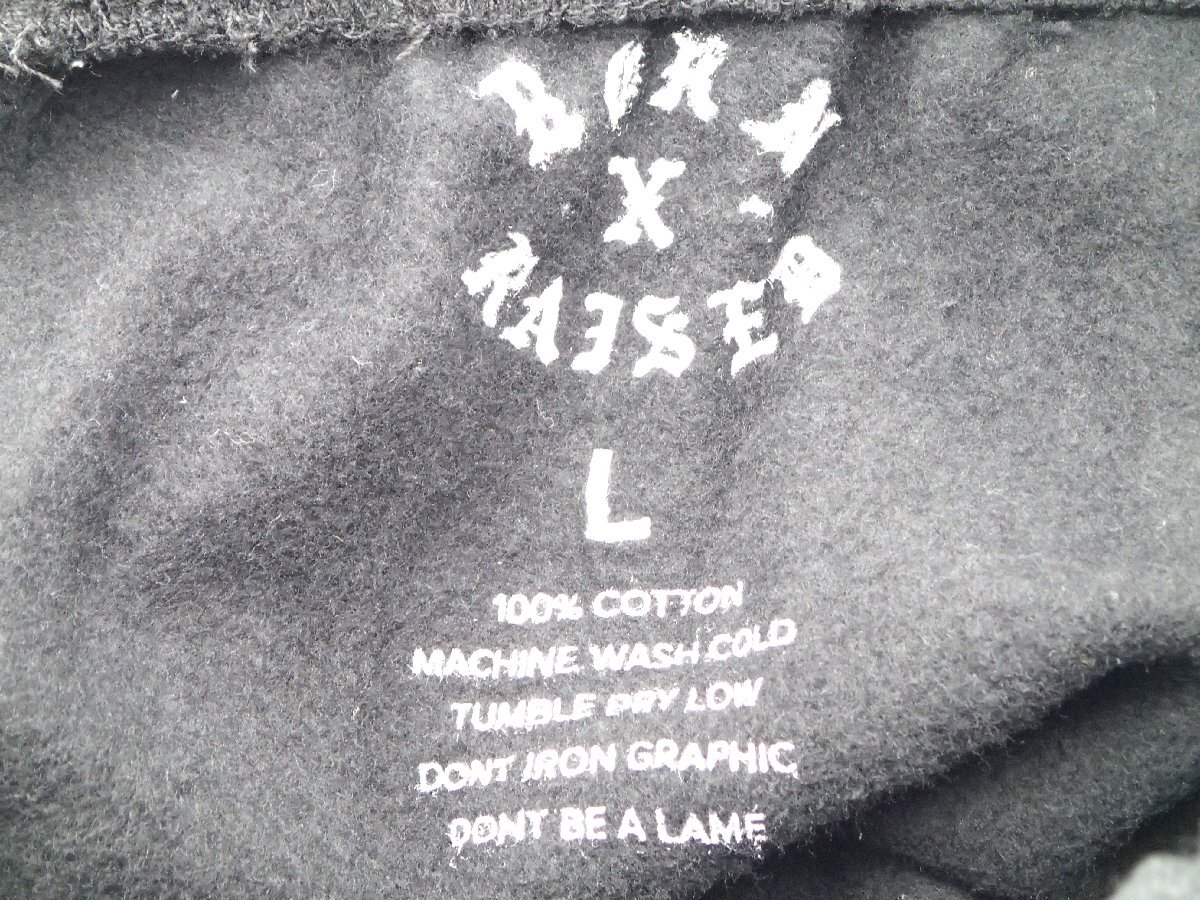 BORN
X
RAISED
L
100% COTTON
MACHINE WASH COLD
TUMBLE DRY LOW
DONT IRON GRAPHIC
DONT BE A LAME